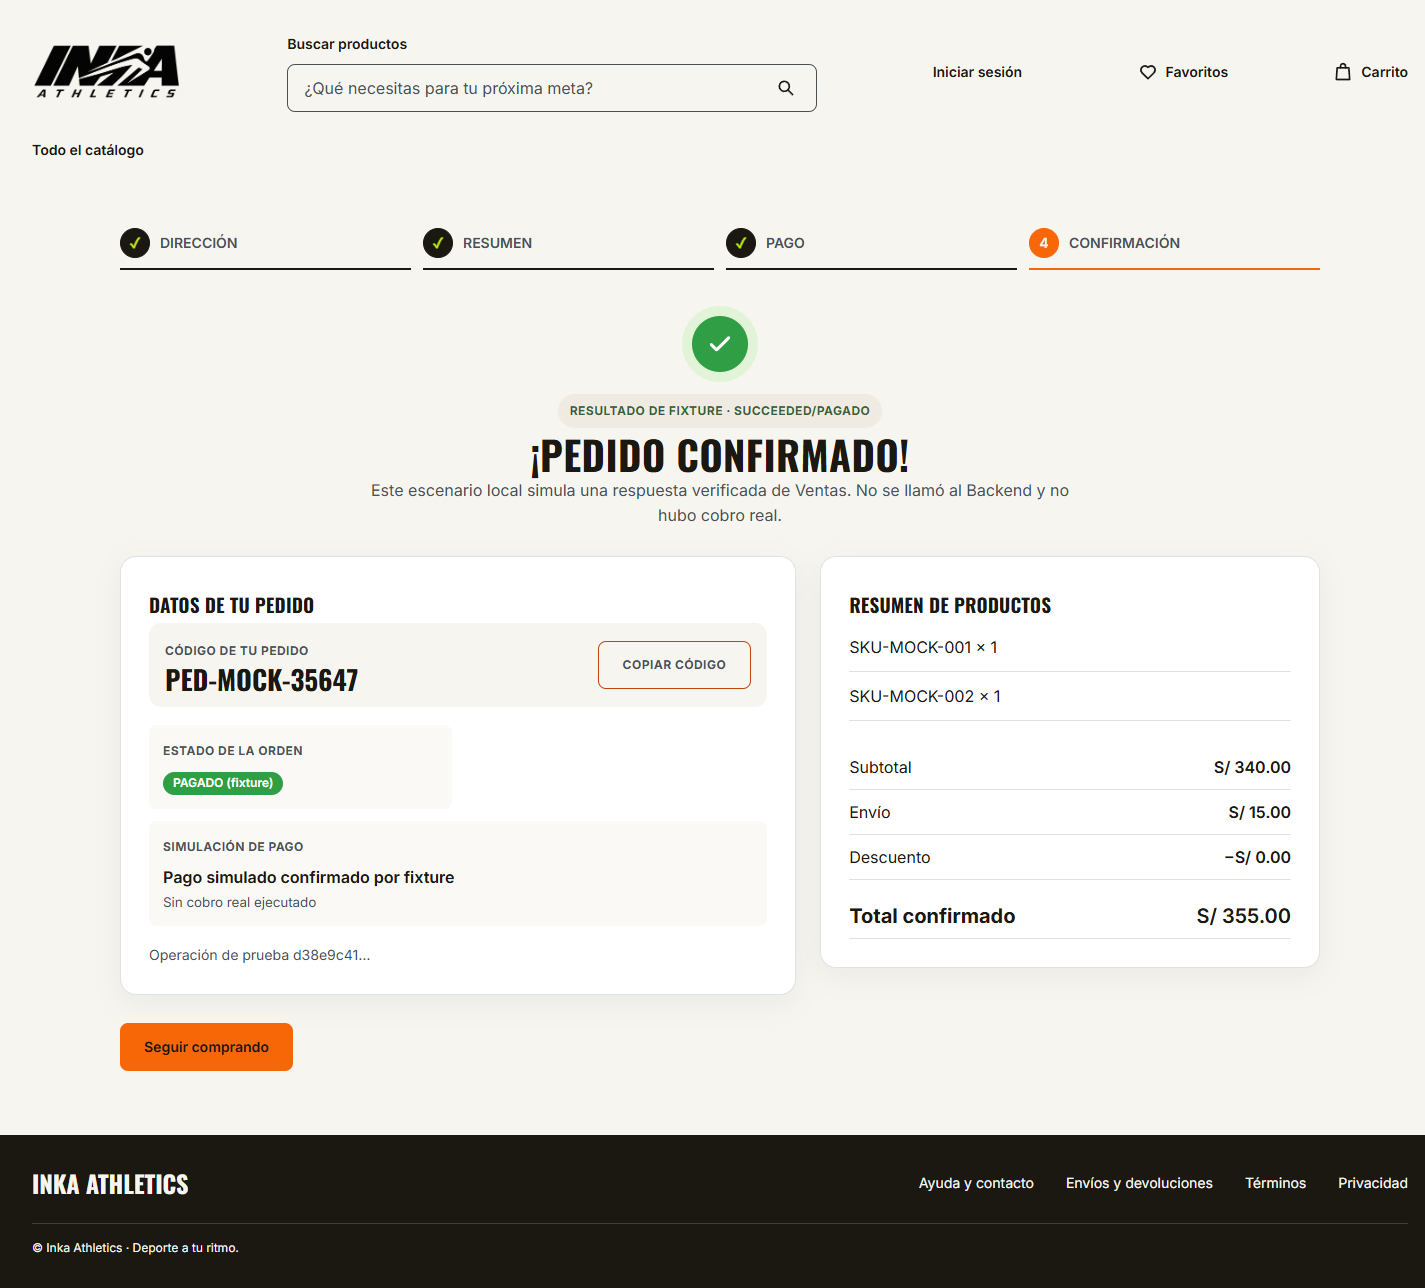 INKA
ATHLETICS
Buscar productos
¿Qué necesitas para tu próxima meta?
Iniciar sesión
Favoritos
Carrito
Todo el catálogo
DIRECCIÓN
RESUMEN
PAGO
4 CONFIRMACIÓN
RESULTADO DE FIXTURE · SUCCEEDED/PAGADO
¡PEDIDO CONFIRMADO!
Este escenario local simula una respuesta verificada de Ventas. No se llamó al Backend y no
hubo cobro real.
DATOS DE TU PEDIDO
CÓDIGO DE TU PEDIDO
PED-MOCK-35647
COPIAR CÓDIGO
ESTADO DE LA ORDEN
PAGADO (fixture)
SIMULACIÓN DE PAGO
Pago simulado confirmado por fixture
Sin cobro real ejecutado
Operación de prueba d38e9c41...
RESUMEN DE PRODUCTOS
SKU-MOCK-001 × 1
SKU-MOCK-002 × 1
Subtotal S/ 340.00
Envío S/ 15.00
Descuento −S/ 0.00
Total confirmado S/ 355.00
Seguir comprando
INKA ATHLETICS
Ayuda y contacto
Envíos y devoluciones
Términos
Privacidad
© Inka Athletics · Deporte a tu ritmo.